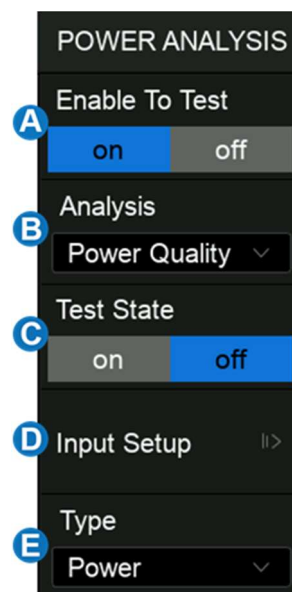 POWER ANALYSIS
Enable To Test
A
on off
Analysis
B
Power Quality
Test State
C
on off
D Input Setup
Type
E
Power